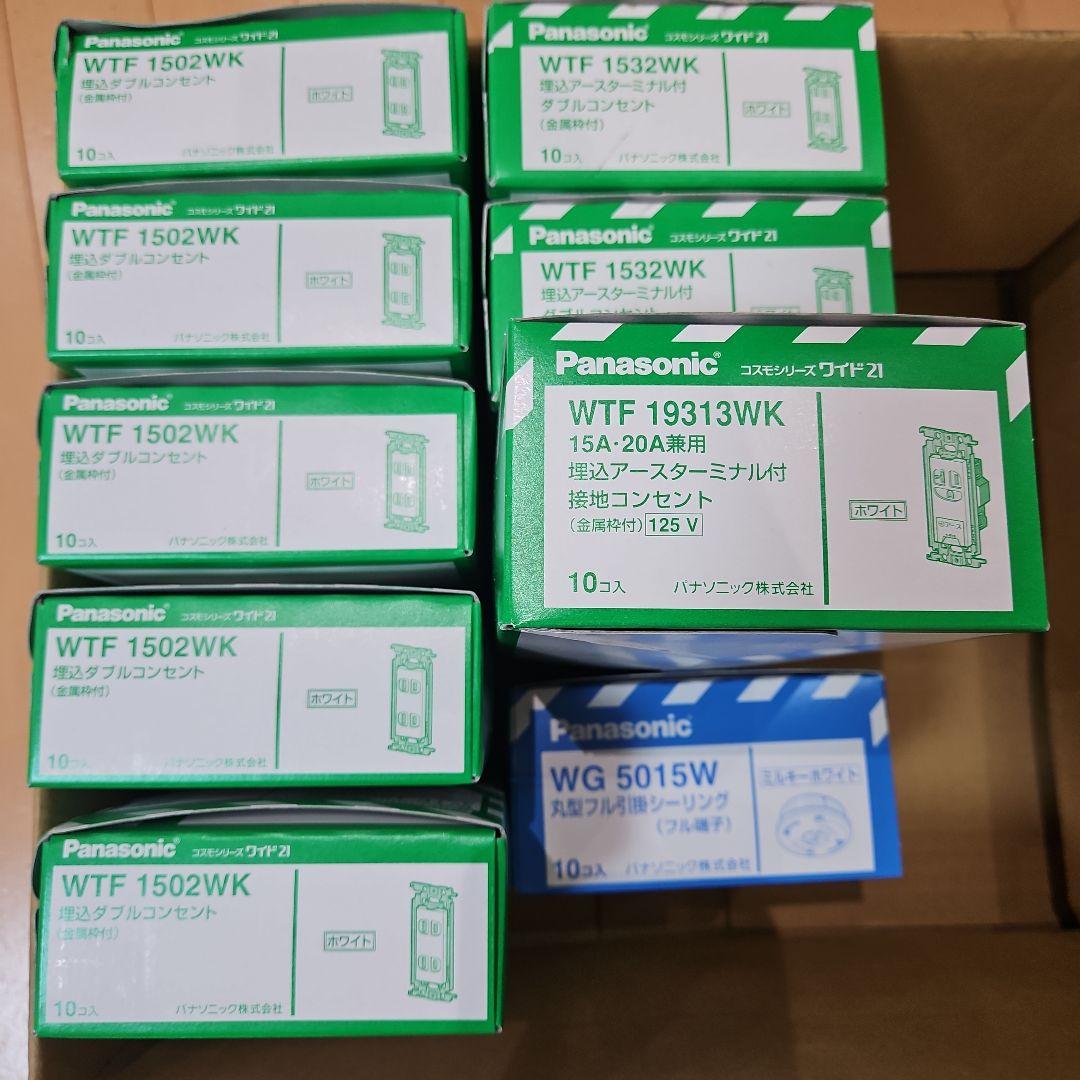 Panasonic® コスモシリーズ ワイド21
WTF 1502WK
埋込ダブルコンセント
(金属枠付)
ホワイト
10コ入 パナソニック株式会社
Panasonic® コスモシリーズ ワイド21
WTF 1502WK
埋込ダブルコンセント
(金属枠付)
ホワイト
10コ入 パナソニック株式会社
Panasonic® コスモシリーズ ワイド21
WTF 1502WK
埋込ダブルコンセント
(金属枠付)
ホワイト
10コ入 パナソニック株式会社
Panasonic® コスモシリーズ ワイド21
WTF 1502WK
埋込ダブルコンセント
(金属枠付)
ホワイト
10コ入 パナソニック株式会社
Panasonic® コスモシリーズ ワイド21
WTF 1502WK
埋込ダブルコンセント
(金属枠付)
ホワイト
10コ入 パナソニック株式会社
Panasonic® コスモシリーズ ワイド21
WTF 1532WK
埋込アースターミナル付
ダブルコンセント
(金属枠付)
ホワイト
10コ入 パナソニック株式会社
Panasonic® コスモシリーズ ワイド21
WTF 1532WK
埋込アースターミナル付
ダブルコンセント
Panasonic® コスモシリーズ ワイド21
WTF 19313WK
15A・20A兼用
埋込アースターミナル付
接地コンセント
(金属枠付) 125 V
ホワイト
10コ入 パナソニック株式会社
Panasonic
WG 5015W
丸型フル引掛シーリング
(フル端子)
ミルキーホワイト
10コ入 パナソニック株式会社